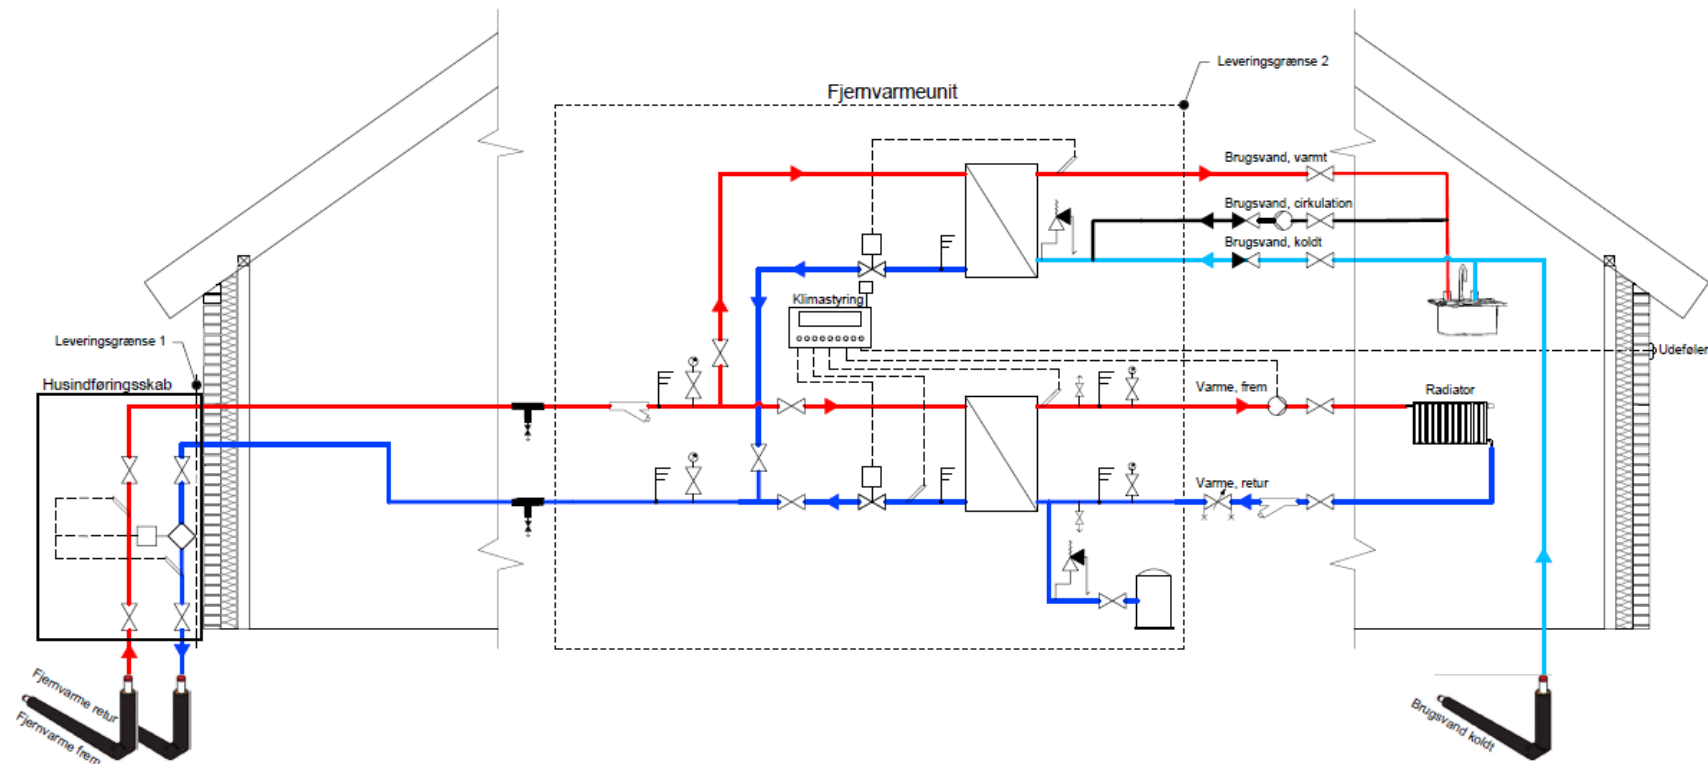 Leveringsgrænse 2
Fjernvarmeunit
Brugsvand, varmt
Brugsvand, cirkulation
Brugsvand, koldt
Klimastyring
Leveringsgrænse 1
Udeføler
Husindføringsskab
Varme, frem
Radiator
Varme, retur
Fjernvarme retur
Fjernvarme frem
Brugsvand koldt